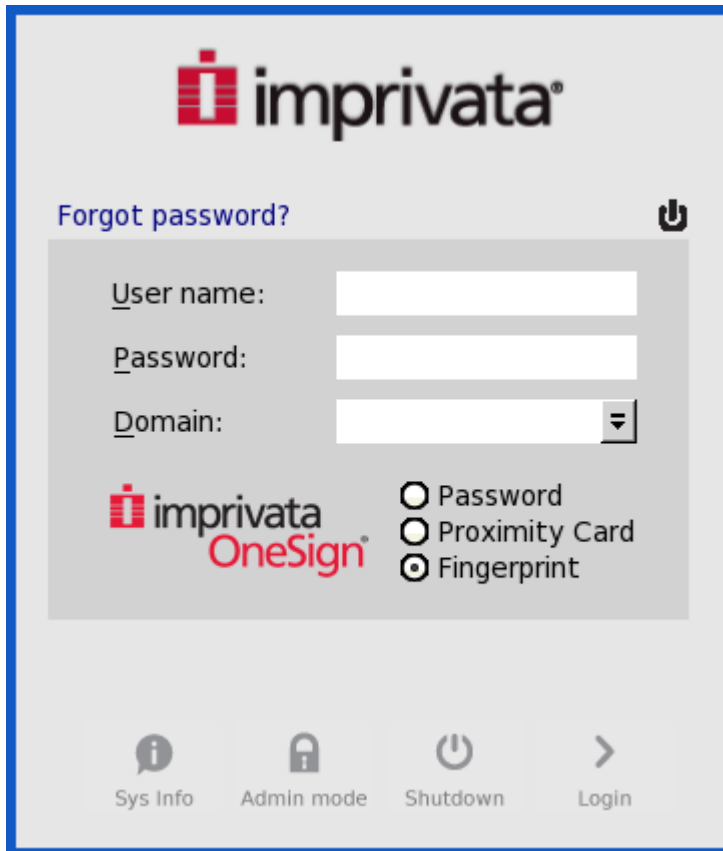 imprivata®
Forgot password?
User name:
Password:
Domain:
imprivata
OneSign®
Password
Proximity Card
Fingerprint
Sys Info
Admin mode
Shutdown
Login